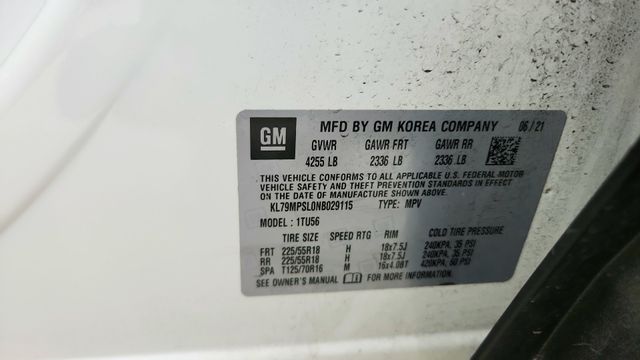 GM MFD BY GM KOREA COMPANY 06/21
GVWR GAWR FRT GAWR RR
4255 LB 2336 LB 2336 LB
THIS VEHICLE CONFORMS TO ALL APPLICABLE U.S. FEDERAL MOTOR
VEHICLE SAFETY AND THEFT PREVENTION STANDARDS IN EFFECT
ON THE DATE OF MANUFACTURE SHOWN ABOVE.
KL79MPSL0NB029115 TYPE: MPV
MODEL: 1TU56
TIRE SIZE SPEED RTG RIM COLD TIRE PRESSURE
FRT 225/55R18 H 18x7.5J 240KPA, 35 PSI
RR 225/55R18 H 18x7.5J 240KPA, 35 PSI
SPA T125/70R16 M 16x4.0BT 420KPA, 60 PSI
SEE OWNER'S MANUAL FOR MORE INFORMATION.